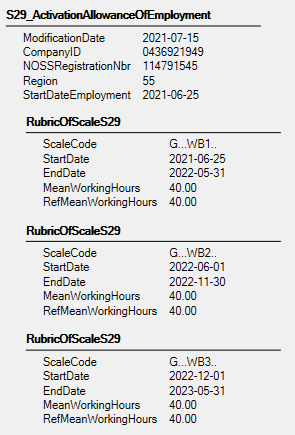 S29_ActivationAllowanceOfEmployment
ModificationDate 2021-07-15
CompanyID 0436921949
NOSSRegistrationNbr 114791545
Region 55
StartDateEmployment 2021-06-25
RubricOfScaleS29
ScaleCode G...WB1..
StartDate 2021-06-25
EndDate 2022-05-31
MeanWorkingHours 40.00
RefMeanWorkingHours 40.00
RubricOfScaleS29
ScaleCode G...WB2..
StartDate 2022-06-01
EndDate 2022-11-30
MeanWorkingHours 40.00
RefMeanWorkingHours 40.00
RubricOfScaleS29
ScaleCode G...WB3..
StartDate 2022-12-01
EndDate 2023-05-31
MeanWorkingHours 40.00
RefMeanWorkingHours 40.00